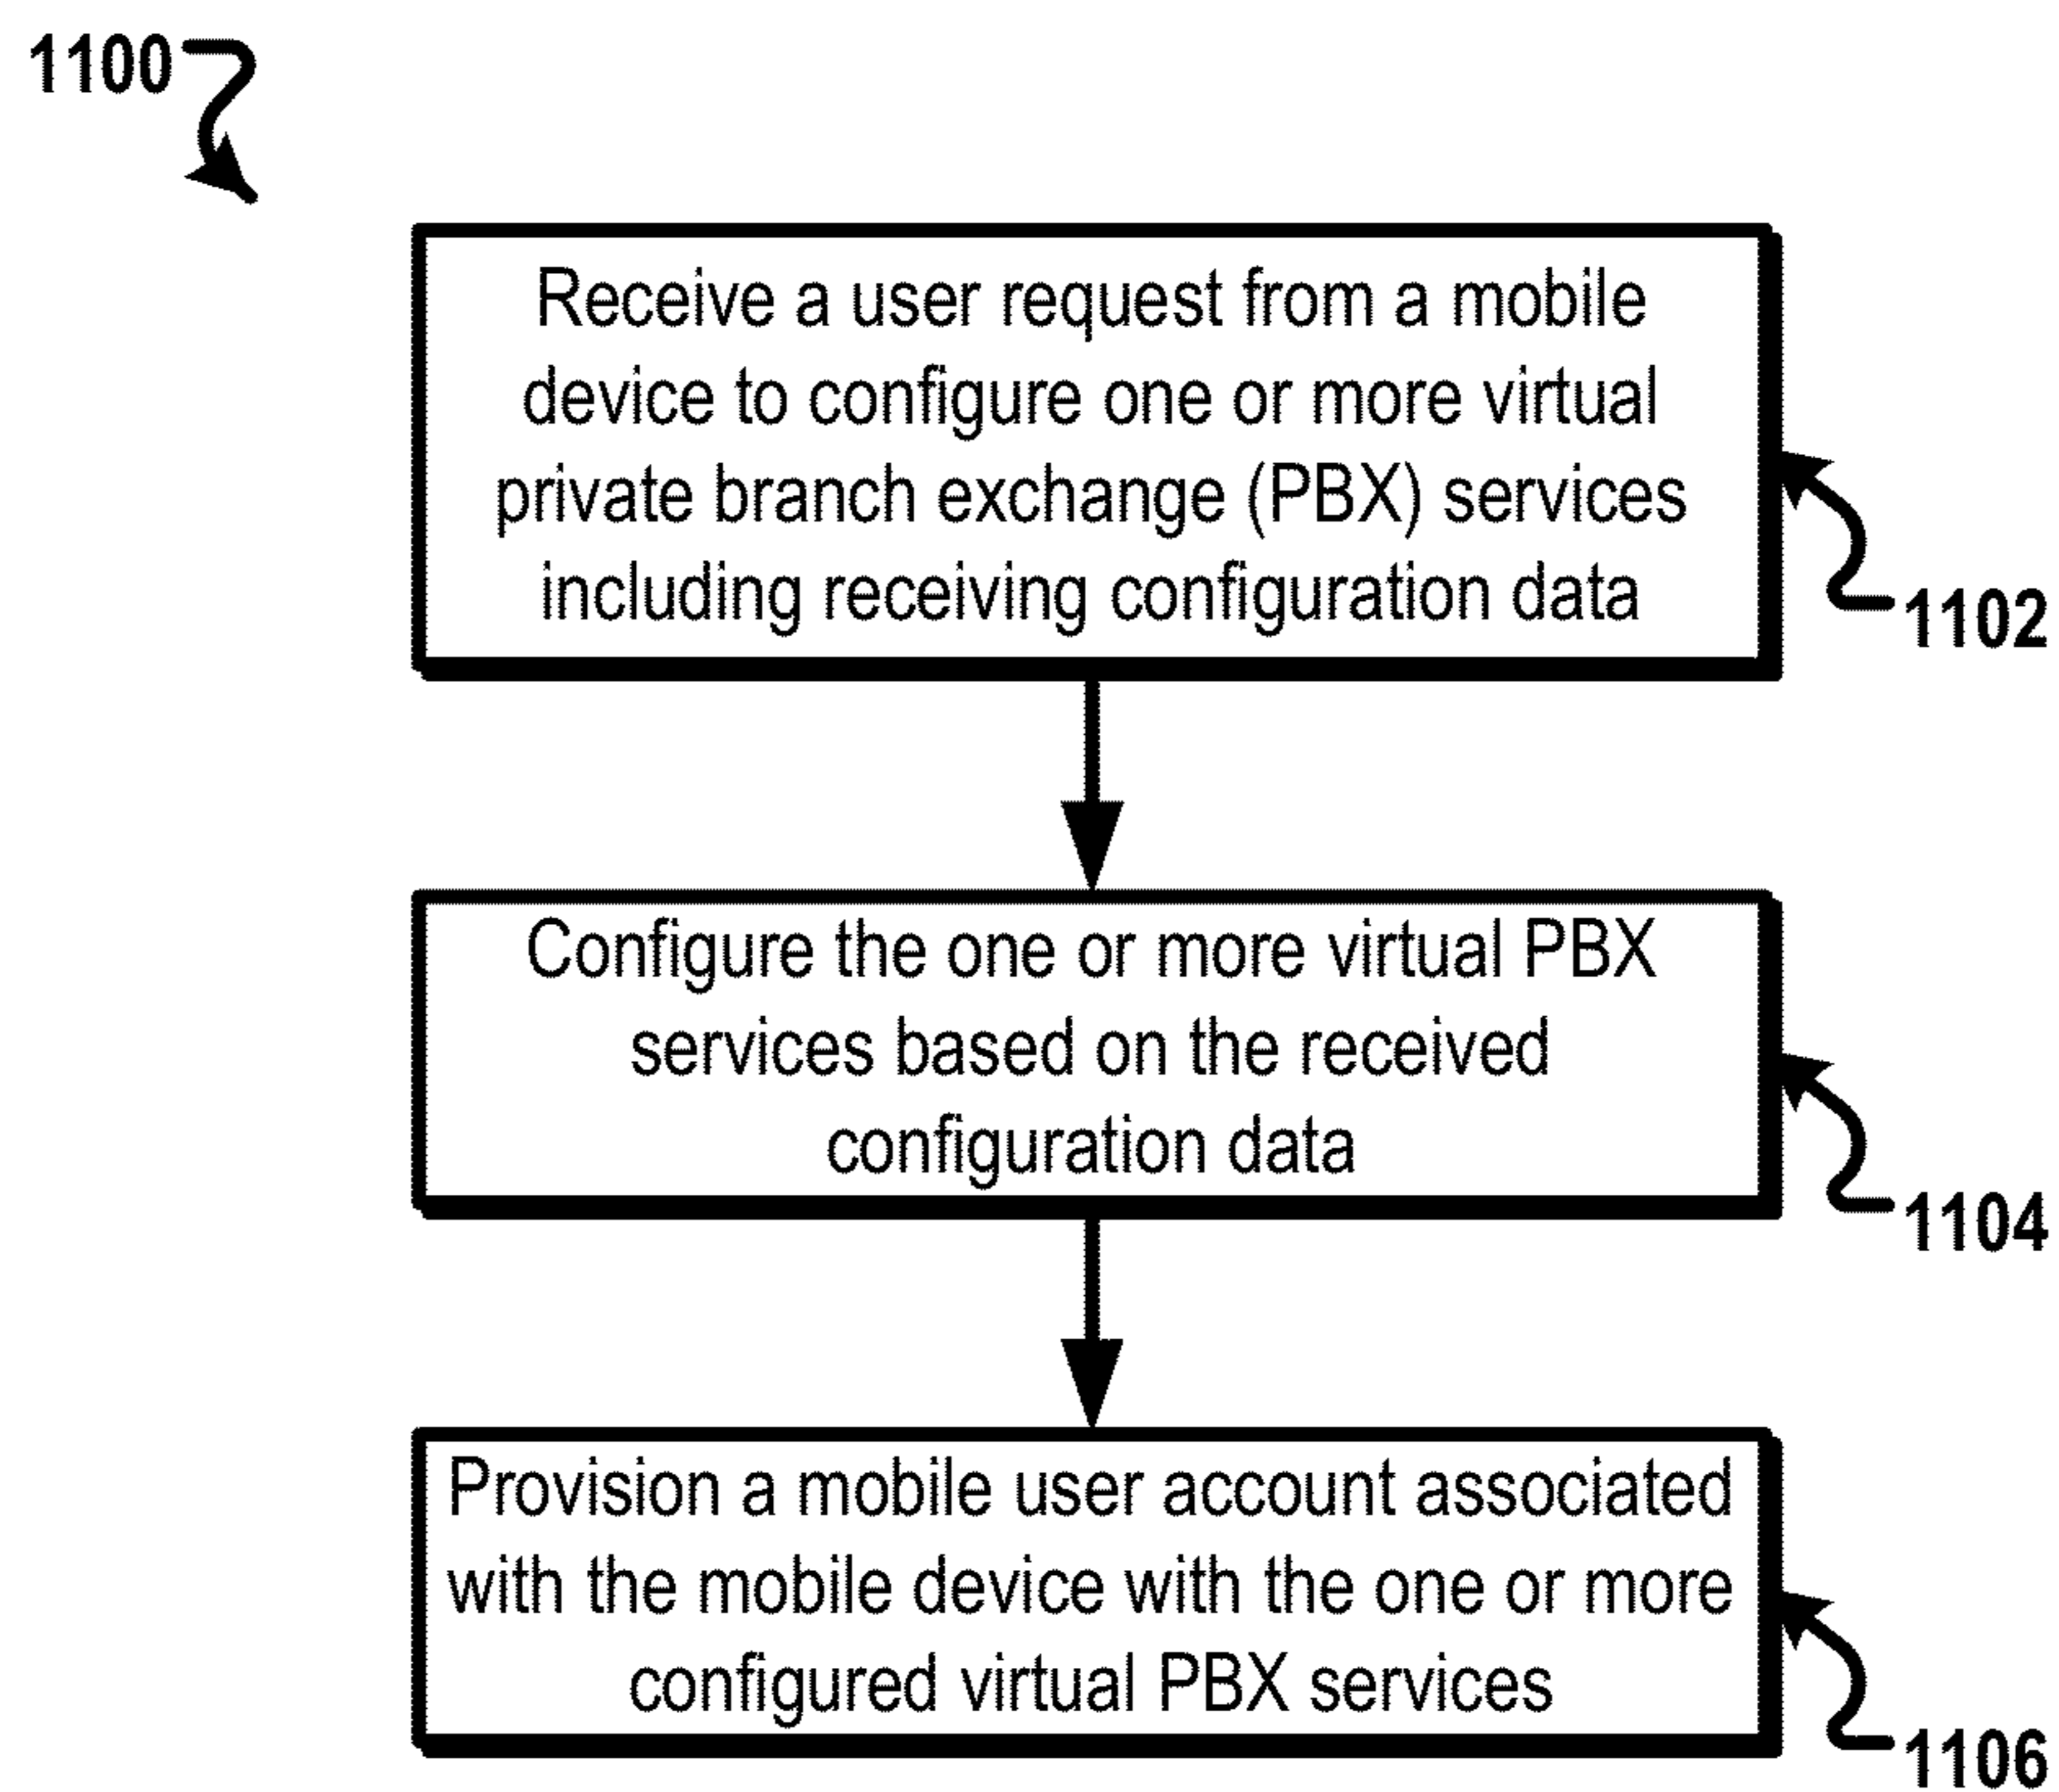 1100
Receive a user request from a mobile
device to configure one or more virtual
private branch exchange (PBX) services
including receiving configuration data
1102
Configure the one or more virtual PBX
services based on the received
configuration data
1104
Provision a mobile user account associated
with the mobile device with the one or more
configured virtual PBX services
1106